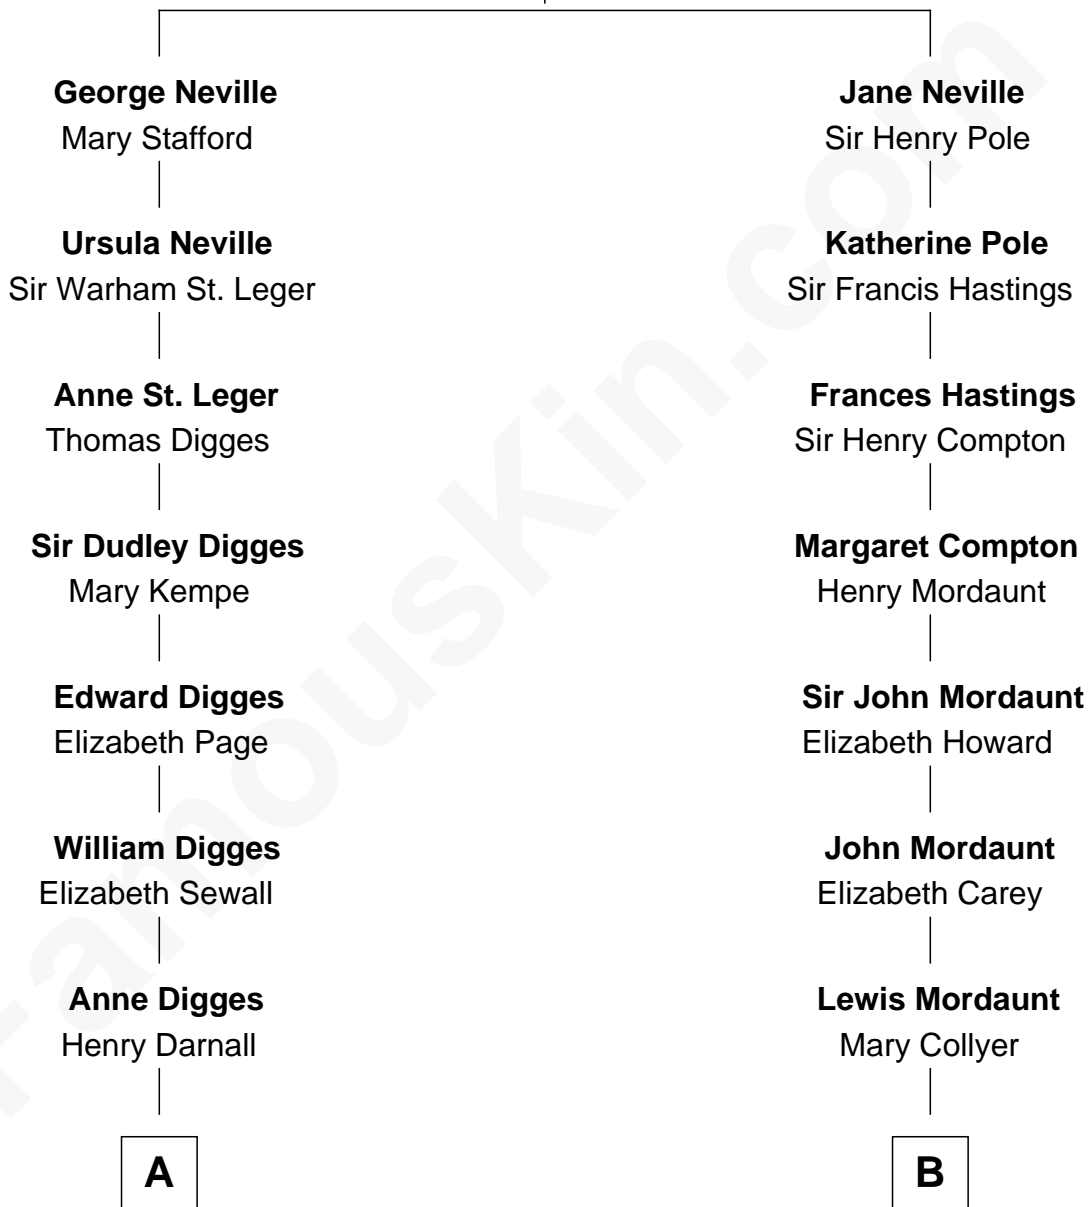 George Neville
Mary Stafford
Jane Neville
Sir Henry Pole
Ursula Neville
Sir Warham St. Leger
Katherine Pole
Sir Francis Hastings
Anne St. Leger
Thomas Digges
Frances Hastings
Sir Henry Compton
Sir Dudley Digges
Mary Kempe
Margaret Compton
Henry Mordaunt
Edward Digges
Elizabeth Page
Sir John Mordaunt
Elizabeth Howard
William Digges
Elizabeth Sewall
John Mordaunt
Elizabeth Carey
Anne Digges
Henry Darnall
Lewis Mordaunt
Mary Collyer
A
B
FamousKin.com